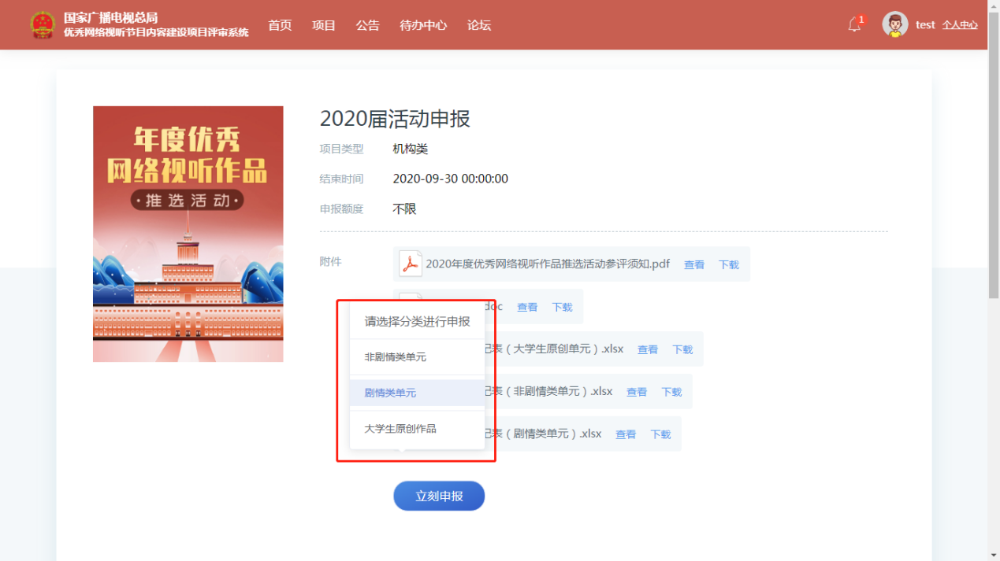 国家广播电视总局
优秀网络视听节目内容建设项目评审系统
首页 项目 公告 待办中心 论坛
1
test 个人中心
年度优秀
网络视听作品
·推选活动·
2020届活动申报
项目类型 机构类
结束时间 2020-09-30 00:00:00
申报额度 不限
附件
2020年度优秀网络视听作品推选活动参评须知.pdf 查看 下载
doc 查看 下载
请选择分类进行申报
记表（大学生原创单元）.xlsx 查看 下载
非剧情类单元
记表（非剧情类单元）.xlsx 查看 下载
剧情类单元
记表（剧情类单元）.xlsx 查看 下载
大学生原创作品
立刻申报